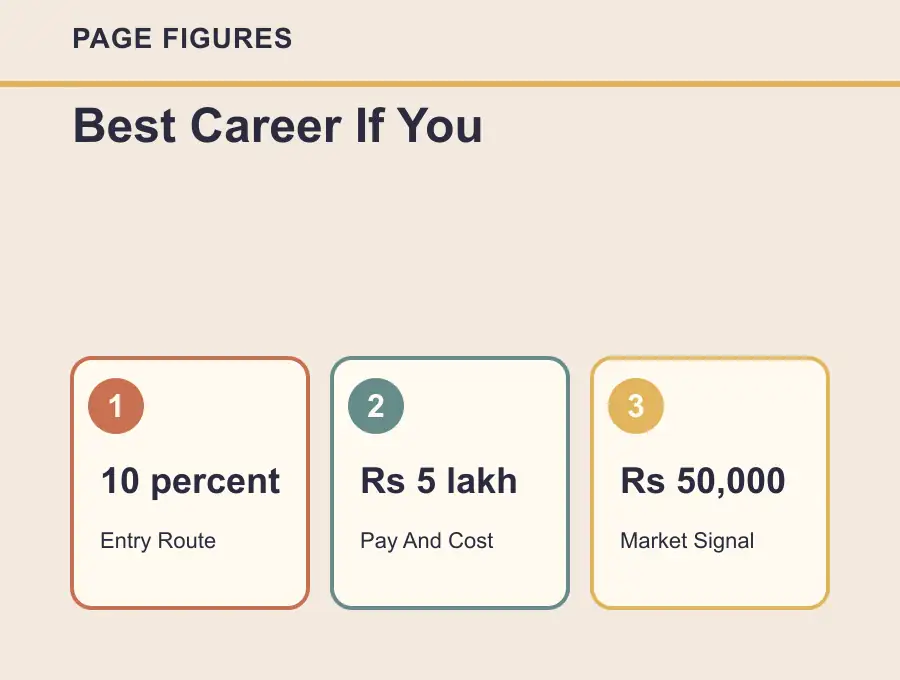 PAGE FIGURES
Best Career If You
1
10 percent
Entry Route
2
Rs 5 lakh
Pay And Cost
3
Rs 50,000
Market Signal